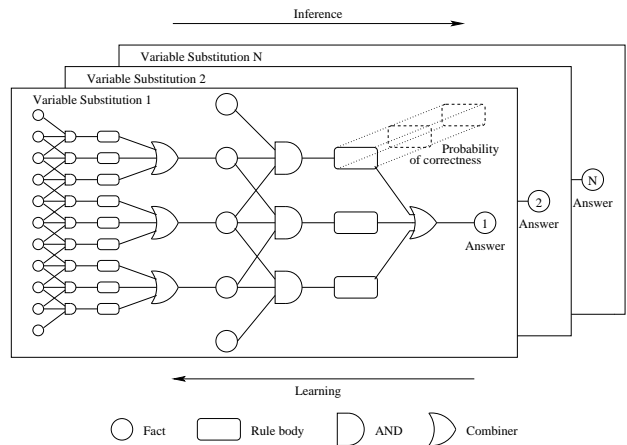 Inference
Variable Substitution N
Variable Substitution 2
Variable Substitution 1
Probability
of correctness
N
2
1
Answer
Answer
Answer
Learning
Fact
Rule body
AND
Combiner